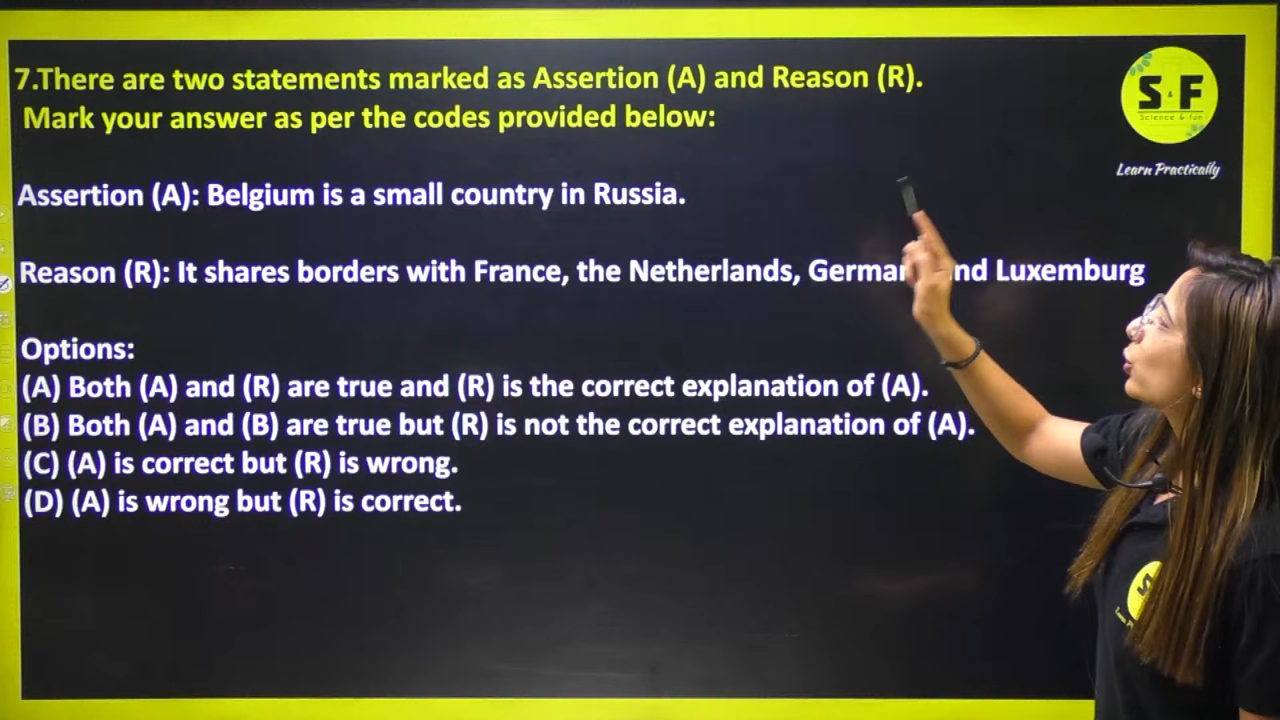 7.There are two statements marked as Assertion (A) and Reason (R).
Mark your answer as per the codes provided below:
S & F
Science & fun
Learn Practically
Assertion (A): Belgium is a small country in Russia.
Reason (R): It shares borders with France, the Netherlands, and Luxemburg
Options:
(A) Both (A) and (R) are true and (R) is the correct explanation of (A).
(B) Both (A) and (B) are true but (R) is not the correct explanation of (A).
(C) (A) is correct but (R) is wrong.
(D) (A) is wrong but (R) is correct.